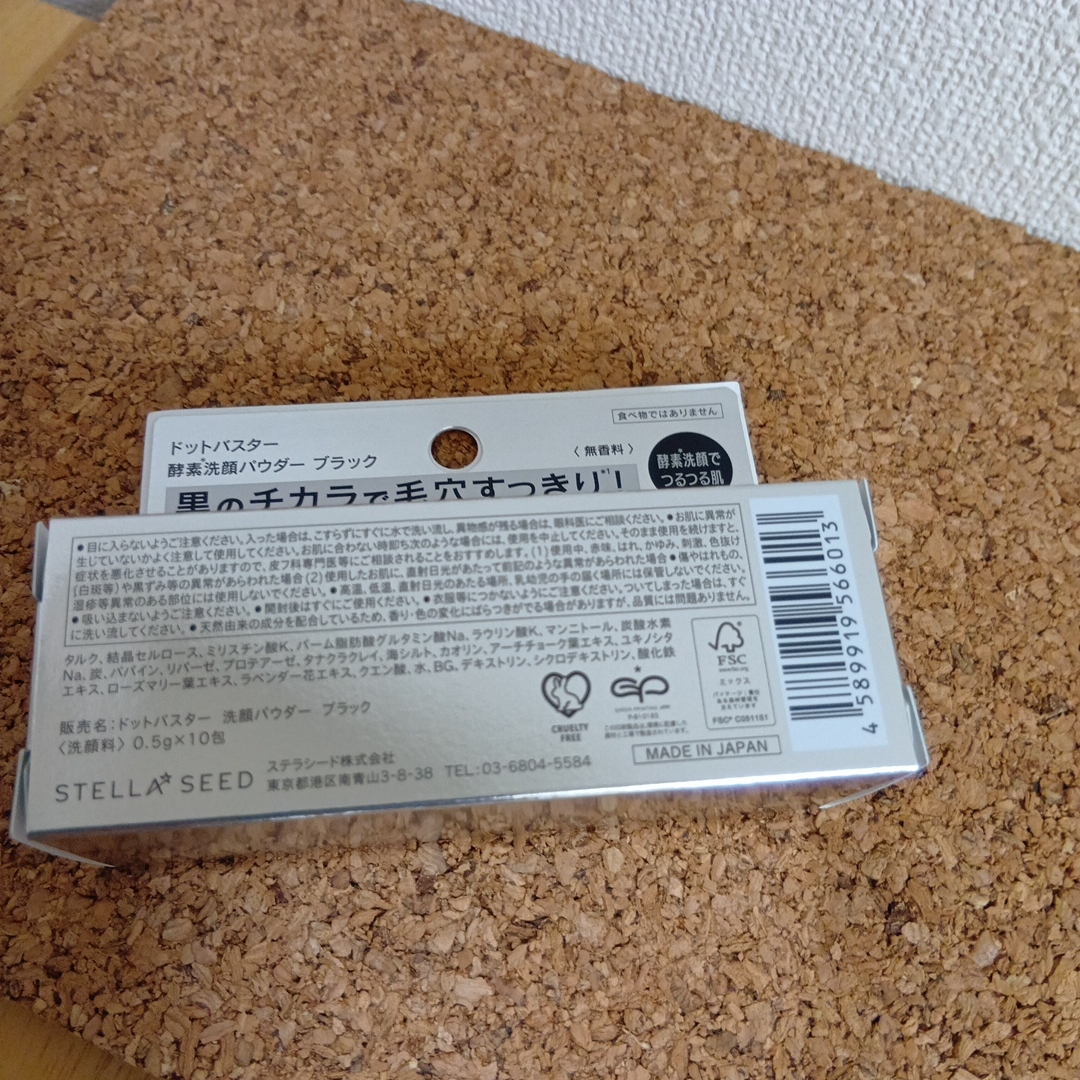 食べ物ではありません
ドットバスター
酵素*洗顔パウダー ブラック
〈 無香料 〉
酵素*洗顔で
つるつる肌
黒のチカラで毛穴すっきり*1!
●目に入らないようご注意ください。入った場合は、こすらずにすぐに水で洗い流し、異物感が残る場合は、眼科医にご相談ください。●お肌に異常が
生じていないかよく注意して使用してください。お肌に合わない時即ち次のような場合には、使用を中止してください。そのまま使用を続けますと、
症状を悪化させることがありますので、皮フ科専門医等にご相談されることをおすすめします。(1)使用中、赤味、はれ、かゆみ、刺激、色抜け
(白斑等)や黒ずみ等の異常があらわれた場合(2)使用したお肌に、直射日光があたって前記のような異常があらわれた場合●傷やはれもの、
湿疹等異常のある部位には使用しないでください。●高温、低温、直射日光のあたる場所、乳幼児の手の届く場所には保管しないでください。
●吸い込まないようご注意ください。●開封後はすぐにご使用ください。●衣服等につかないようにご注意ください。ついてしまった場合は、すぐ
に洗い流してください。●天然由来の成分を配合しているため、香り・色の変化にばらつきがでる場合がありますが、品質には問題ありません。
タルク、結晶セルロース、ミリスチン酸K、パーム脂肪酸グルタミン酸Na、ラウリン酸K、マンニトール、炭酸水素
Na、炭、パパイン、リパーゼ、プロテアーゼ、タナクラクレイ、海シルト、カオリン、アーチチョーク葉エキス、ユキノシタ
エキス、ローズマリー葉エキス、ラベンダー花エキス、クエン酸、水、BG、デキストリン、シクロデキストリン、酸化鉄
販売名:ドットバスター 洗顔パウダー ブラック
〈洗顔料〉0.5g×10包
STELLA SEED
ステラシード株式会社
東京都港区南青山3-8-38 TEL:03-6804-5584
CRUELTY
FREE
FSC
www.fsc.org
ミックス
FSC® C081151
MADE IN JAPAN
4 589919 566013